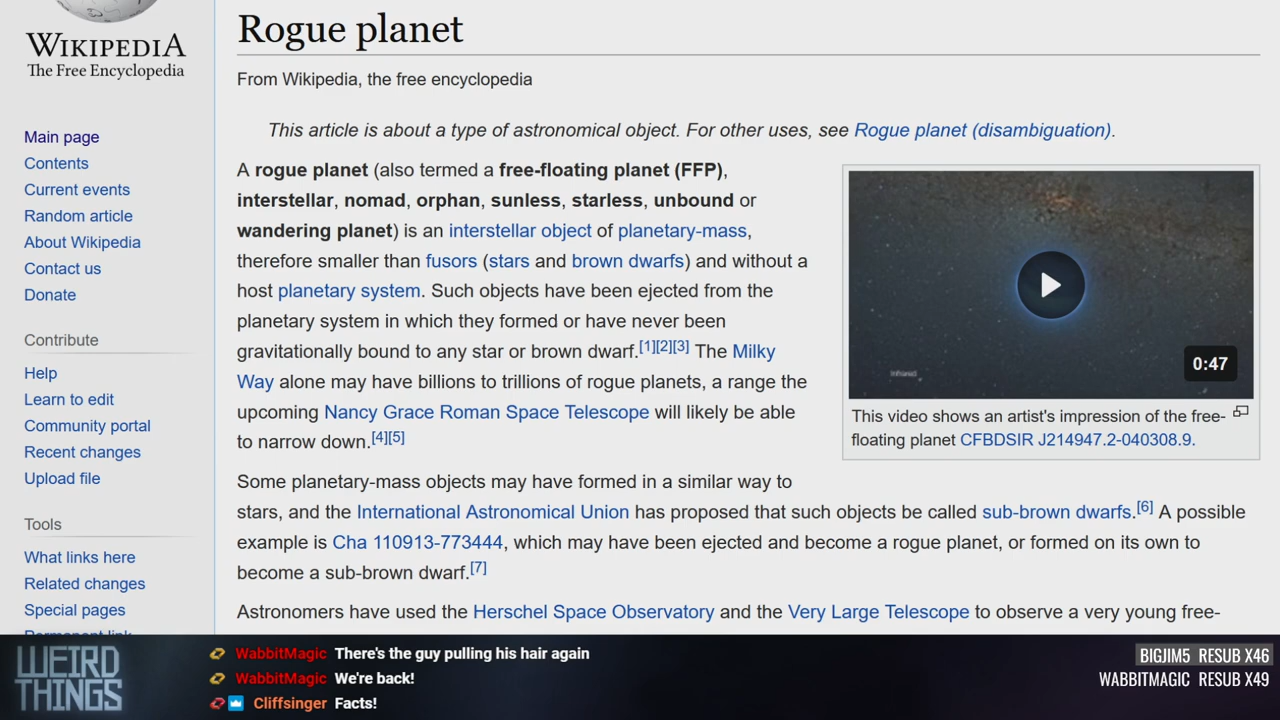 WIKIPEDIA
The Free Encyclopedia
Main page
Contents
Current events
Random article
About Wikipedia
Contact us
Donate
Contribute
Help
Learn to edit
Community portal
Recent changes
Upload file
Tools
What links here
Related changes
Special pages
Permanent link
Rogue planet
From Wikipedia, the free encyclopedia
This article is about a type of astronomical object. For other uses, see Rogue planet (disambiguation).
A rogue planet (also termed a free-floating planet (FFP),
interstellar, nomad, orphan, sunless, starless, unbound or
wandering planet) is an interstellar object of planetary-mass,
therefore smaller than fusors (stars and brown dwarfs) and without a
host planetary system. Such objects have been ejected from the
planetary system in which they formed or have never been
gravitationally bound to any star or brown dwarf.[1][2][3] The Milky
Way alone may have billions to trillions of rogue planets, a range the
upcoming Nancy Grace Roman Space Telescope will likely be able
to narrow down.[4][5]
Infrared
0:47
This video shows an artist's impression of the free-
floating planet CFBDSIR J214947.2-040308.9.
Some planetary-mass objects may have formed in a similar way to
stars, and the International Astronomical Union has proposed that such objects be called sub-brown dwarfs.[6] A possible
example is Cha 110913-773444, which may have been ejected and become a rogue planet, or formed on its own to
become a sub-brown dwarf.[7]
Astronomers have used the Herschel Space Observatory and the Very Large Telescope to observe a very young free-
WEIRD
THINGS
WabbitMagic There's the guy pulling his hair again
WabbitMagic We're back!
Cliffsinger Facts!
BIGJIM5 RESUB X46
WABBITMAGIC RESUB X49